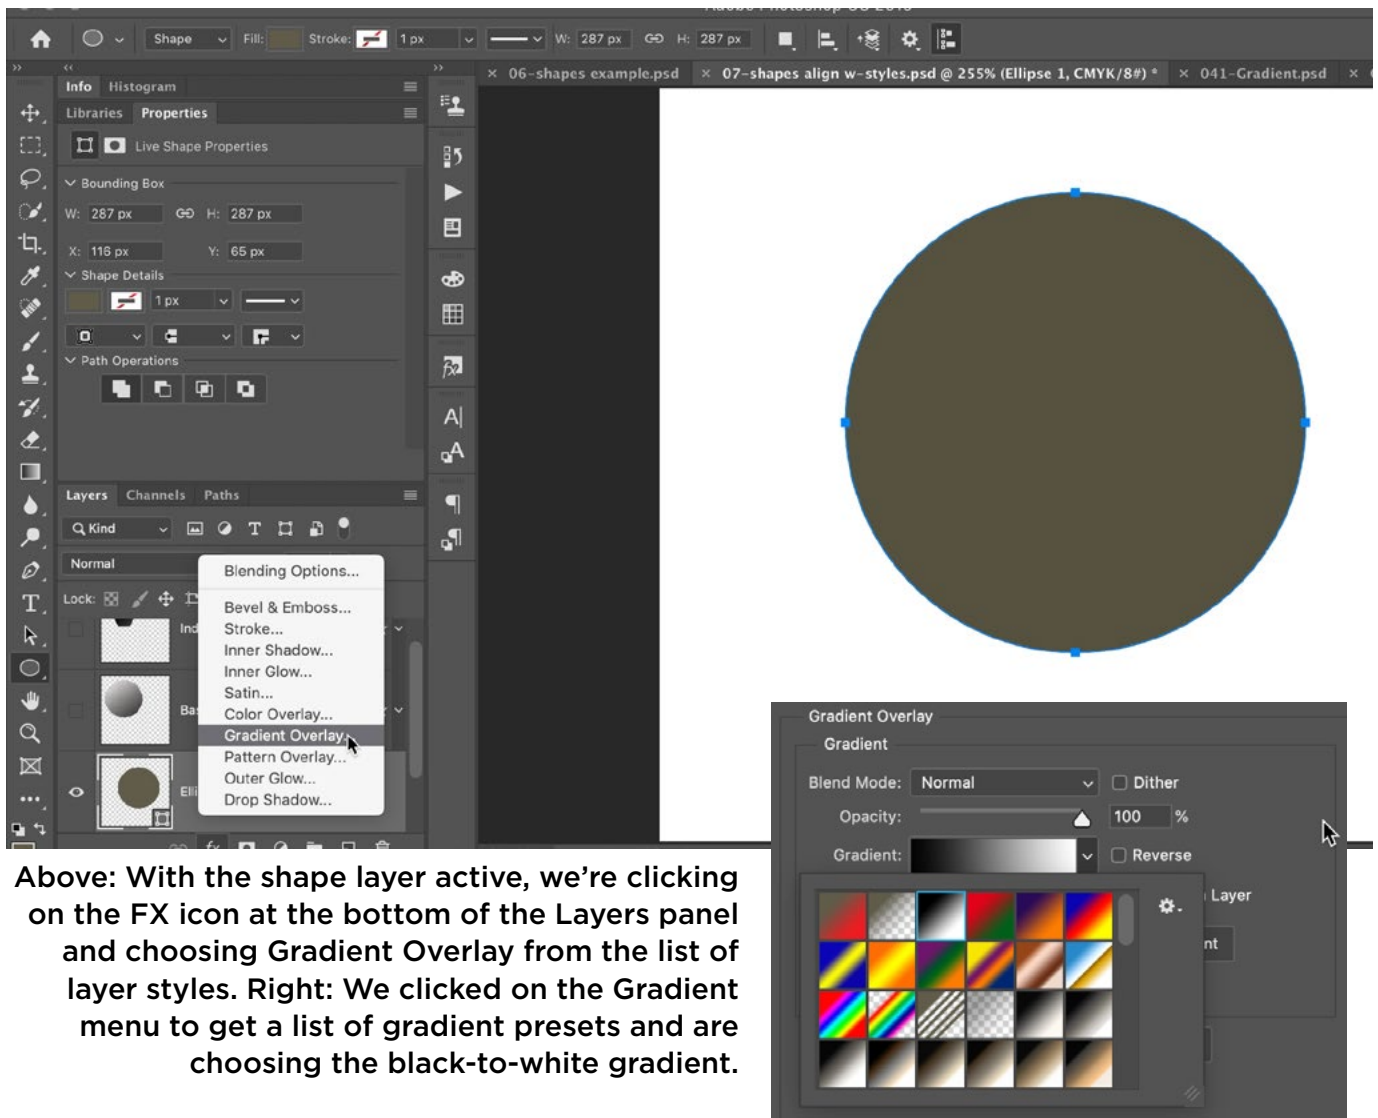 Shape Fill: Stroke: 1 px W: 287 px H: 287 px
× 06-shapes example.psd × 07-shapes align w-styles.psd @ 255% (Ellipse 1, CMYK/8#) * × 041-Gradient.psd ×
Info Histogram
Libraries Properties
Live Shape Properties
Bounding Box
W: 287 px H: 287 px
X: 116 px Y: 65 px
Shape Details
1 px
Path Operations
Layers Channels Paths
Kind
Normal
Lock:
Blending Options...
Bevel & Emboss...
Stroke...
Inner Shadow...
Inner Glow...
Satin...
Color Overlay...
Gradient Overlay...
Pattern Overlay...
Outer Glow...
Drop Shadow...
Gradient Overlay
Gradient
Blend Mode: Normal Dither
Opacity: 100 %
Gradient: Reverse
Layer
Above: With the shape layer active, we're clicking
on the FX icon at the bottom of the Layers panel
and choosing Gradient Overlay from the list of
layer styles. Right: We clicked on the Gradient
menu to get a list of gradient presets and are
choosing the black-to-white gradient.